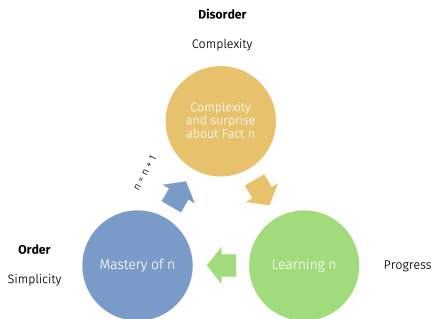 Disorder
Complexity
Complexity
and surprise
about Fact n
n = n + 1
Order
Simplicity
Mastery of n
Learning n
Progress